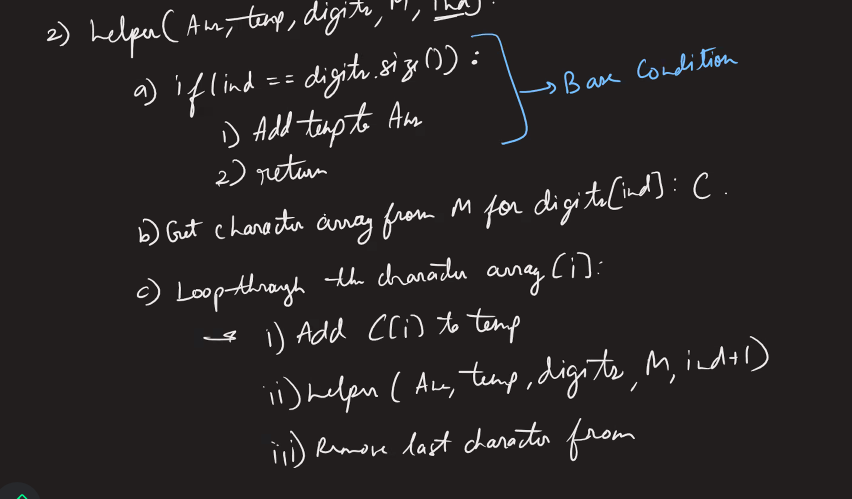 2) helper( Ans, temp, digits, M, ind) :
a) if(ind == digits.size()) :
→ Base Condition
1) Add temp to Ans
2) return
b) Get character array from M for digits[ind] : C .
c) Loop through the character array [i] :
→ i) Add C[i] to temp
ii) helper ( Ans, temp, digits, M, ind+1)
iii) Remove last character from